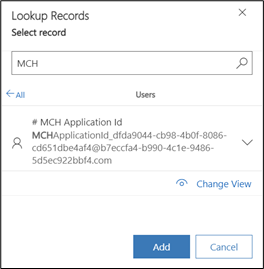 Lookup Records
Select record
MCH
All
Users
# MCH Application Id
MCHApplicationId_dfda9044-cb98-4b0f-8086-
cd651dbe4af4@b7eccfa4-b990-4c1e-9486-
5d5ec922bbf4.com
Change View
Add
Cancel